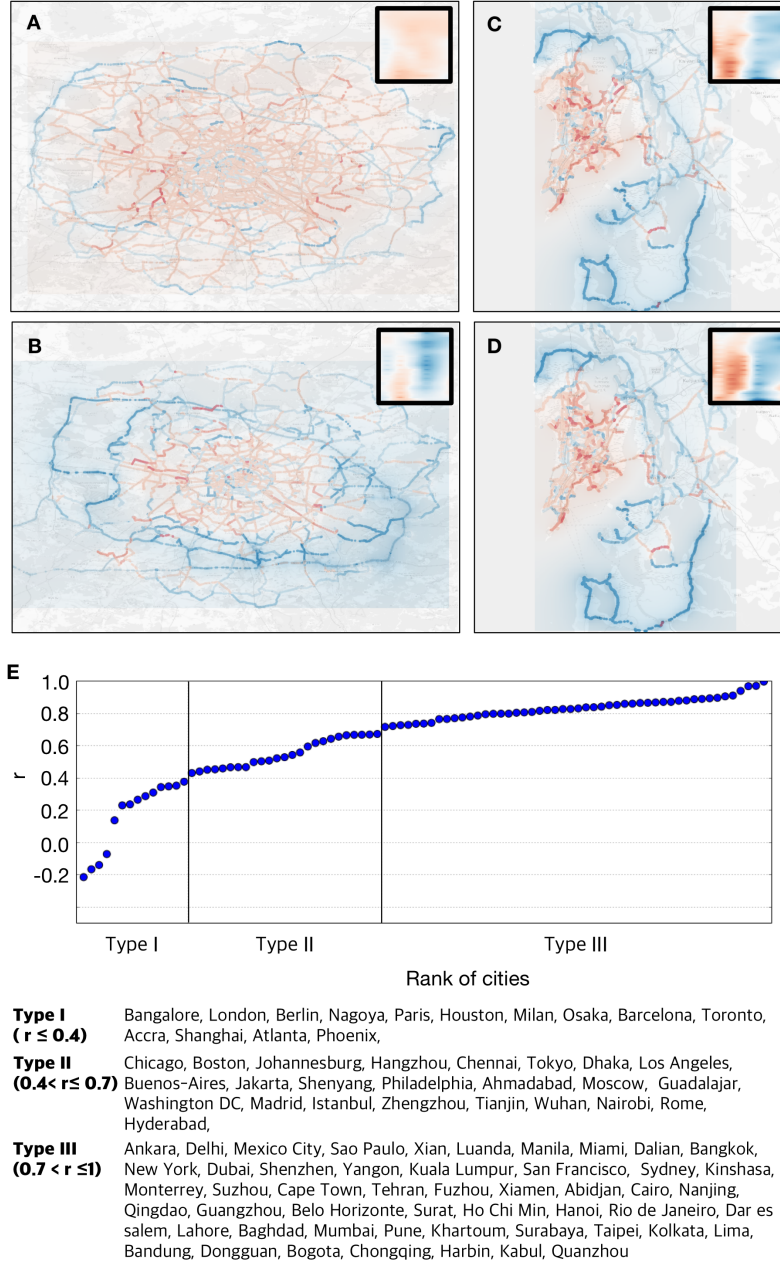 A
C
B
D
E
1.0
0.8
0.6
0.4
0.2
0.0
-0.2
r
Type I
Type II
Type III
Rank of cities
Type I
( r ≤ 0.4)
Bangalore, London, Berlin, Nagoya, Paris, Houston, Milan, Osaka, Barcelona, Toronto,
Accra, Shanghai, Atlanta, Phoenix,
Type II
(0.4< r≤ 0.7)
Chicago, Boston, Johannesburg, Hangzhou, Chennai, Tokyo, Dhaka, Los Angeles,
Buenos-Aires, Jakarta, Shenyang, Philadelphia, Ahmadabad, Moscow, Guadalajar,
Washington DC, Madrid, Istanbul, Zhengzhou, Tianjin, Wuhan, Nairobi, Rome,
Hyderabad,
Type III
(0.7 < r ≤1)
Ankara, Delhi, Mexico City, Sao Paulo, Xian, Luanda, Manila, Miami, Dalian, Bangkok,
New York, Dubai, Shenzhen, Yangon, Kuala Lumpur, San Francisco, Sydney, Kinshasa,
Monterrey, Suzhou, Cape Town, Tehran, Fuzhou, Xiamen, Abidjan, Cairo, Nanjing,
Qingdao, Guangzhou, Belo Horizonte, Surat, Ho Chi Min, Hanoi, Rio de Janeiro, Dar es
salem, Lahore, Baghdad, Mumbai, Pune, Khartoum, Surabaya, Taipei, Kolkata, Lima,
Bandung, Dongguan, Bogota, Chongqing, Harbin, Kabul, Quanzhou